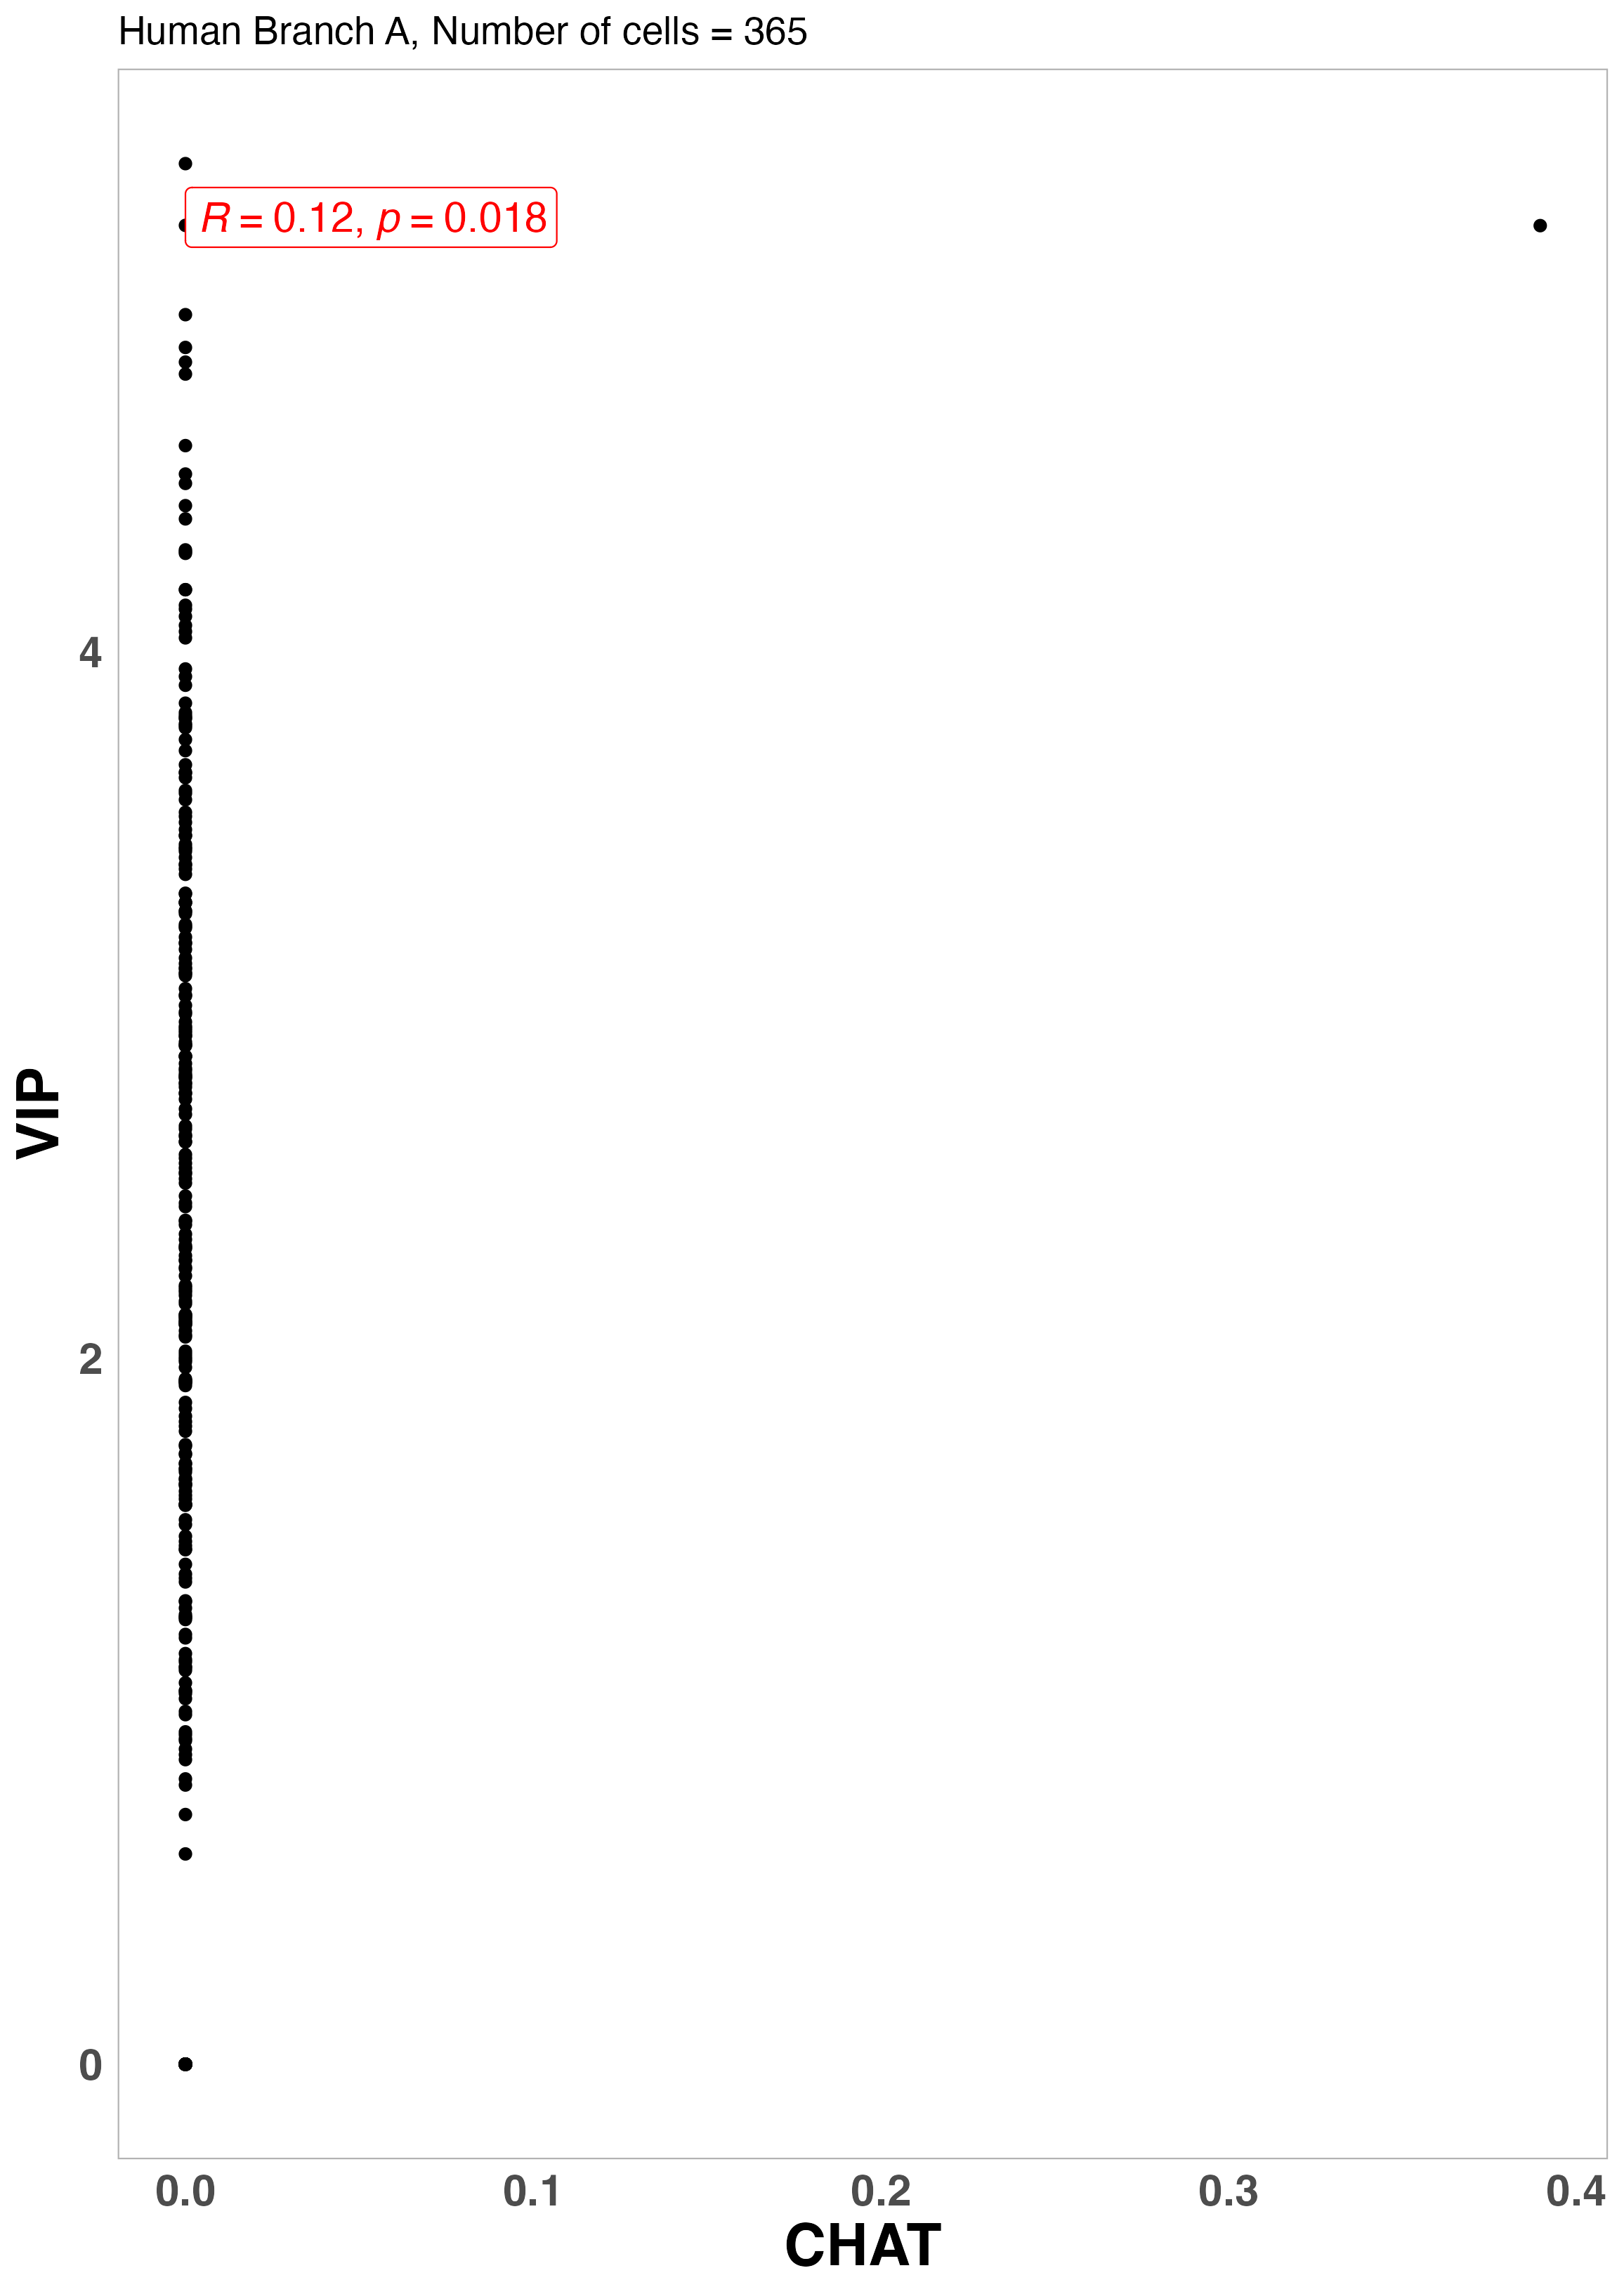 Human Branch A, Number of cells = 365
R = 0.12, p = 0.018
4
VIP
2
0
0.0 0.1 0.2 0.3 0.4
CHAT